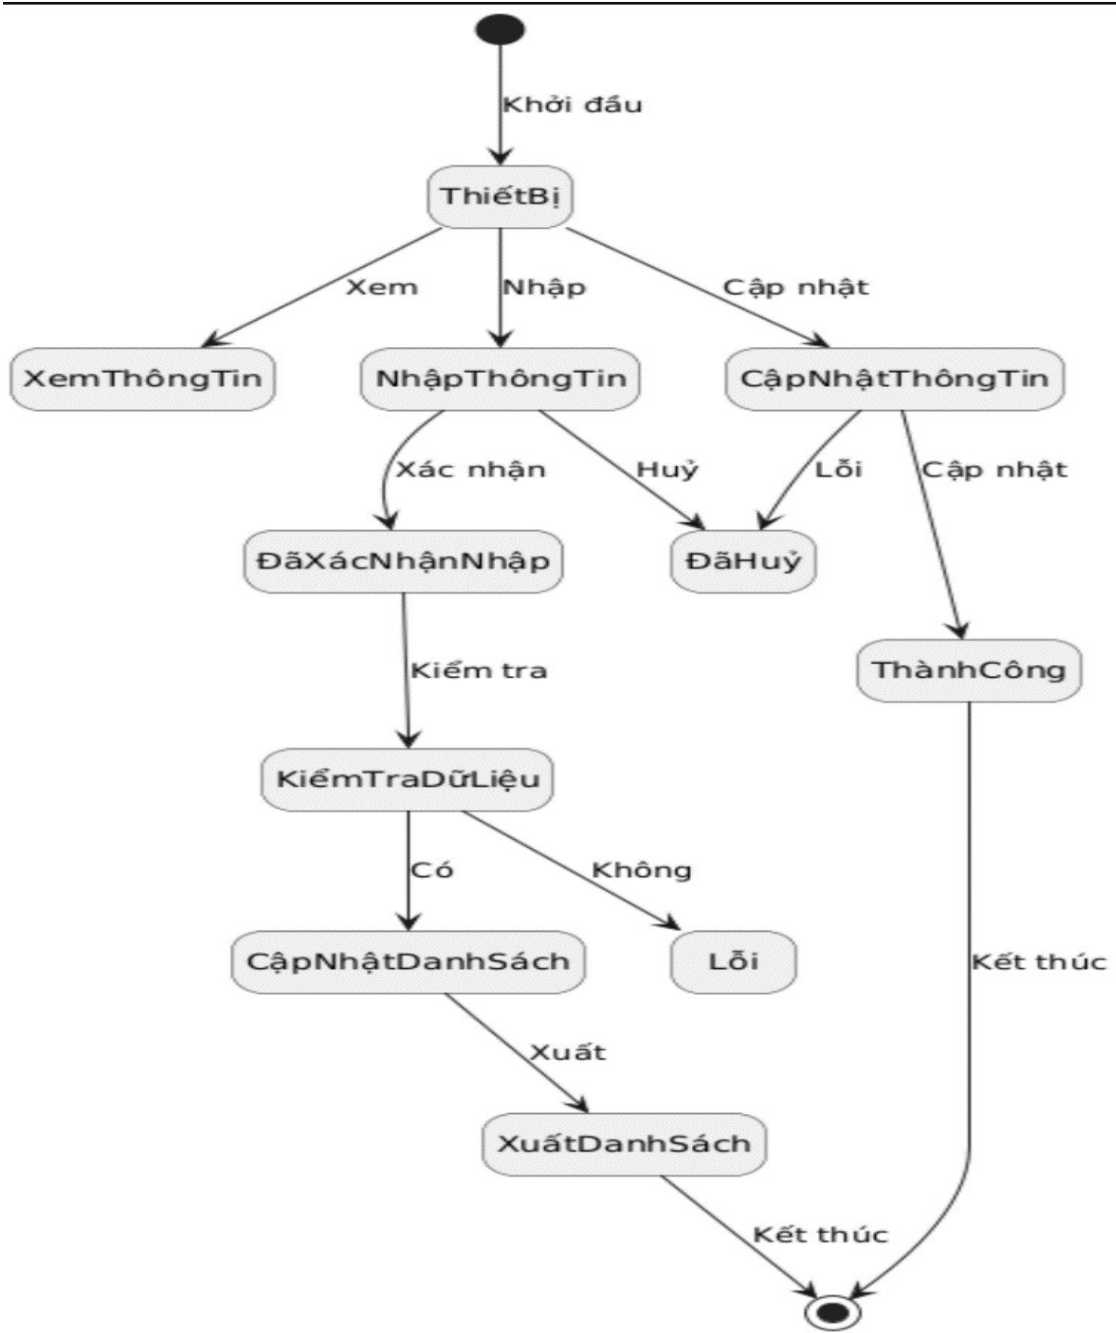 Khởi đầu
ThiếtBị
Xem
Nhập
Cập nhật
XemThôngTin
NhậpThôngTin
CậpNhậtThôngTin
Xác nhận
Huỷ
Lỗi
Cập nhật
ĐãXácNhậnNhập
ĐãHuỷ
Kiểm tra
ThànhCông
KiểmTraDữLiệu
Có
Không
CậpNhậtDanhSách
Lỗi
Kết thúc
Xuất
XuấtDanhSách
Kết thúc